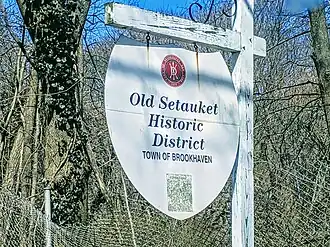 Old Setauket
Historic
District
TOWN OF BROOKHAVEN